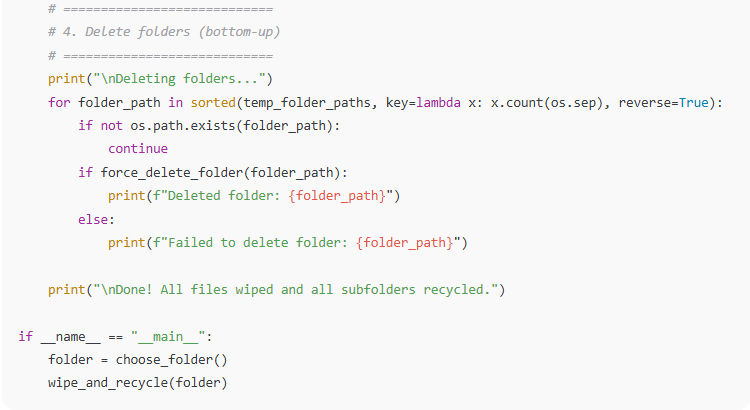 # ============================
# 4. Delete folders (bottom-up)
# ============================
print("\nDeleting folders...")
for folder_path in sorted(temp_folder_paths, key=lambda x: x.count(os.sep), reverse=True):
    if not os.path.exists(folder_path):
        continue
    if force_delete_folder(folder_path):
        print(f"Deleted folder: {folder_path}")
    else:
        print(f"Failed to delete folder: {folder_path}")

print("\nDone! All files wiped and all subfolders recycled.")

if __name__ == "__main__":
    folder = choose_folder()
    wipe_and_recycle(folder)